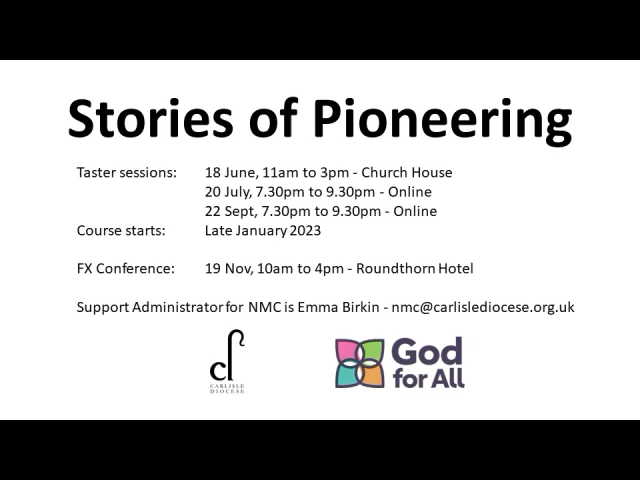 Stories of Pioneering
Taster sessions: 18 June, 11am to 3pm - Church House
20 July, 7.30pm to 9.30pm - Online
22 Sept, 7.30pm to 9.30pm - Online
Course starts: Late January 2023
FX Conference: 19 Nov, 10am to 4pm - Roundthorn Hotel
Support Administrator for NMC is Emma Birkin - nmc@carlislediocese.org.uk
cd
CARLISLE
DIOCESE
God
for All